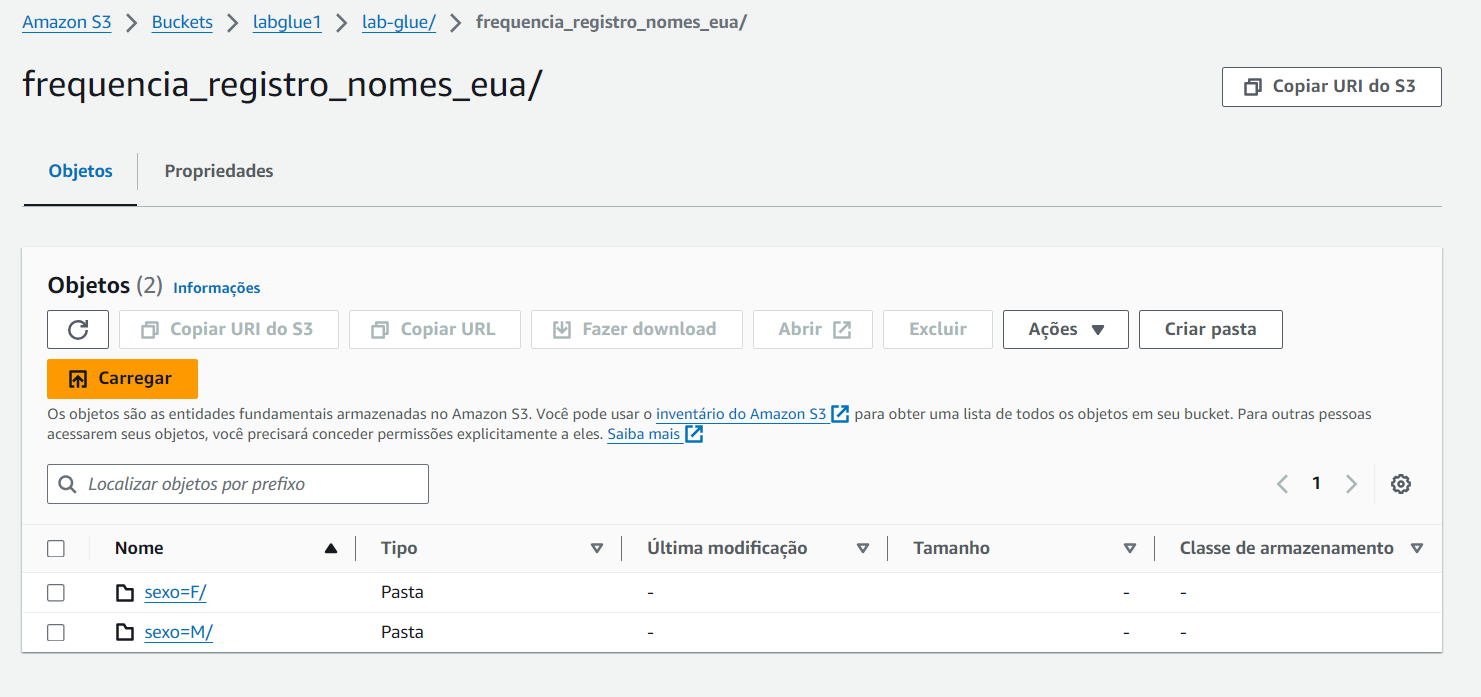 Amazon S3 > Buckets > labglue1 > lab-glue/ > frequencia_registro_nomes_eua/
frequencia_registro_nomes_eua/
Copiar URI do S3
Objetos Propriedades
Objetos (2) Informações
Copiar URI do S3 Copiar URL Fazer download Abrir Excluir Ações Criar pasta
Carregar
Os objetos são as entidades fundamentais armazenadas no Amazon S3. Você pode usar o inventário do Amazon S3 para obter uma lista de todos os objetos em seu bucket. Para outras pessoas
acessarem seus objetos, você precisará conceder permissões explicitamente a eles. Saiba mais
Localizar objetos por prefixo
1
Nome Tipo Última modificação Tamanho Classe de armazenamento
sexo=F/ Pasta - - -
sexo=M/ Pasta - - -